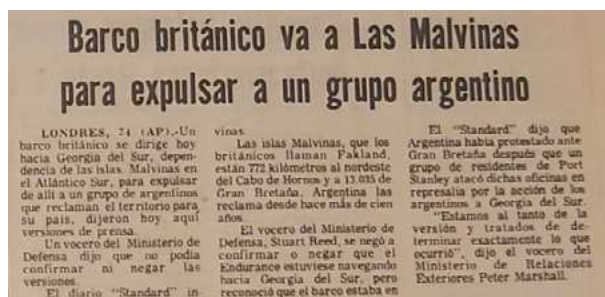 Barco británico va a Las Malvinas
para expulsar a un grupo argentino
LONDRES, 24 (AP).-Un
barco británico se dirige hoy
hacia Georgia del Sur, depen-
dencia de las islas Malvinas en
el Atlántico Sur, para expulsar
de allí a un grupo de argentinos
que reclaman el territorio para
su país, dijeron hoy aquí
versiones de prensa.
Un vocero del Ministerio de
Defensa dijo que no podía
confirmar ni negar las
versiones.
El diario "Standard" in-
vinas.
Las islas Malvinas, que los
británicos llaman Fakland,
están 772 kilómetros al nordeste
del Cabo de Hornos y a 13.035 de
Gran Bretaña. Argentina las
reclama desde hace más de cien
años.
El vocero del Ministerio de
Defensa, Stuart Reed, se negó a
confirmar o negar que el
Endurance estuviese navegando
hacia Georgia del Sur, pero
reconoció que el barco estaba en
El "Standard" dijo que
Argentina había protestado ante
Gran Bretaña después que un
grupo de residentes de Port
Stanley atacó dichas oficinas en
represalia por la acción de los
argentinos a Georgia del Sur.
"Estamos al tanto de la
versión y tratados de de-
terminar exactamente lo que
ocurrió", dijo el vocero del
Ministerio de Relaciones
Exteriores Peter Marshall.